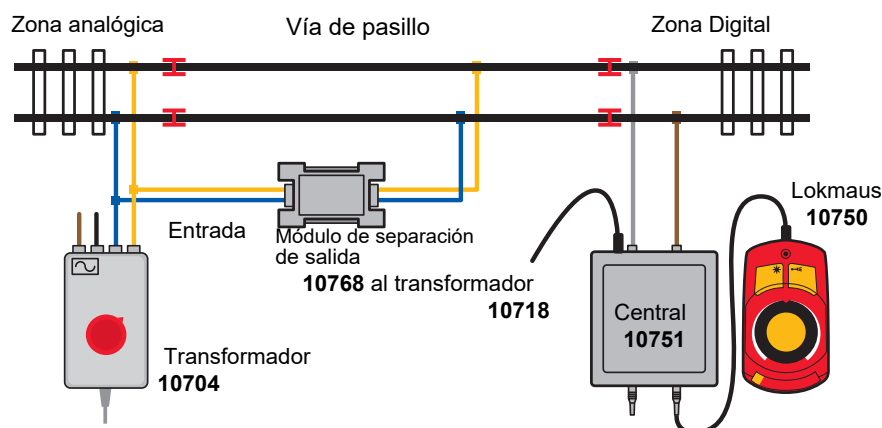 Zona analógica
Vía de pasillo
Zona Digital
Lokmaus
10750
Entrada
Módulo de separación
de salida
10768 al transformador
10718
Central
10751
Transformador
10704